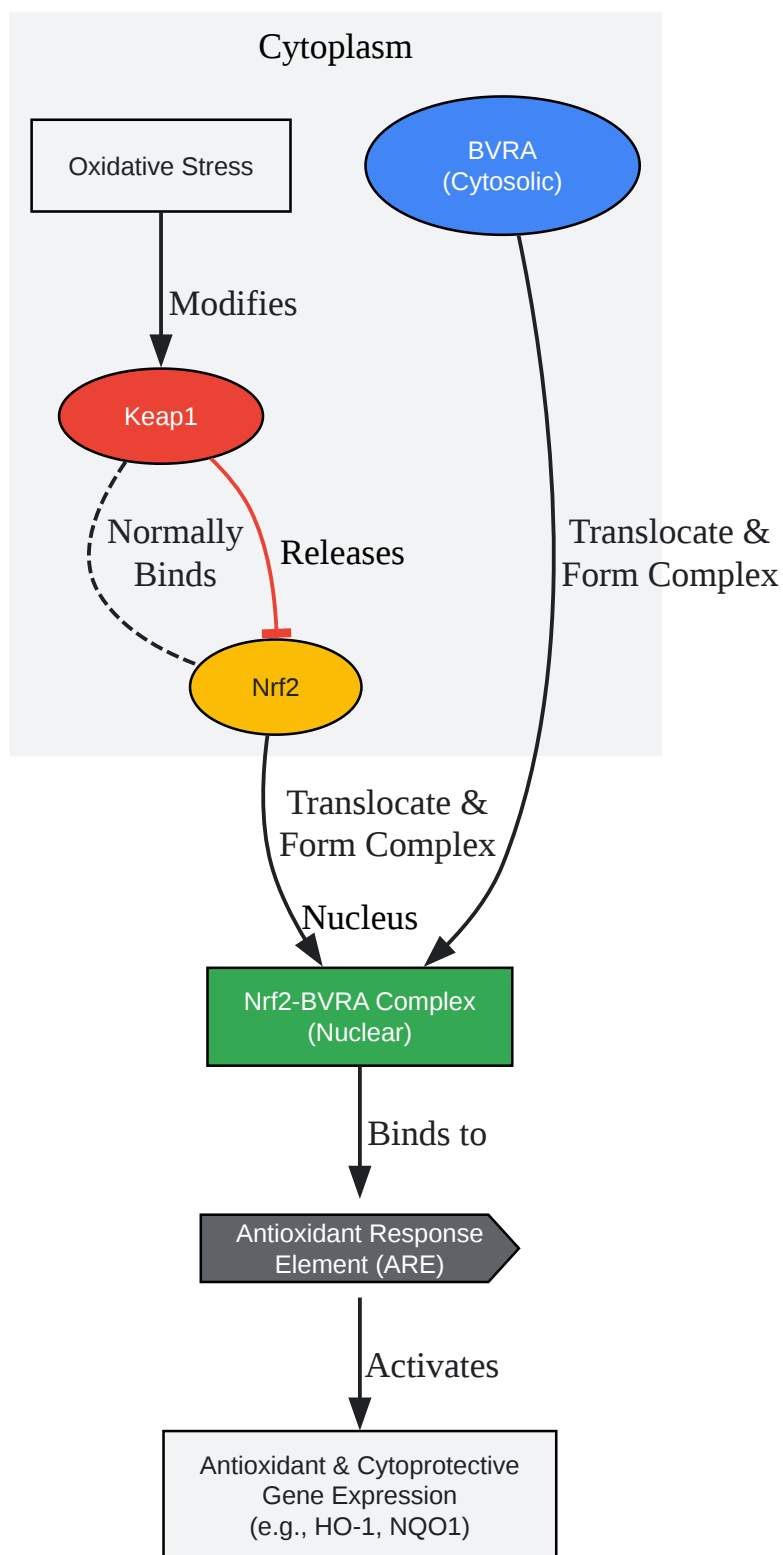 Cytoplasm
Oxidative Stress
BVRA
(Cytosolic)
Modifies
Keap1
Normally
Binds
Releases
Translocate &
Form Complex
Nrf2
Translocate &
Form Complex
Nucleus
Nrf2-BVRA Complex
(Nuclear)
Binds to
Antioxidant Response
Element (ARE)
Activates
Antioxidant & Cytoprotective
Gene Expression
(e.g., HO-1, NQO1)